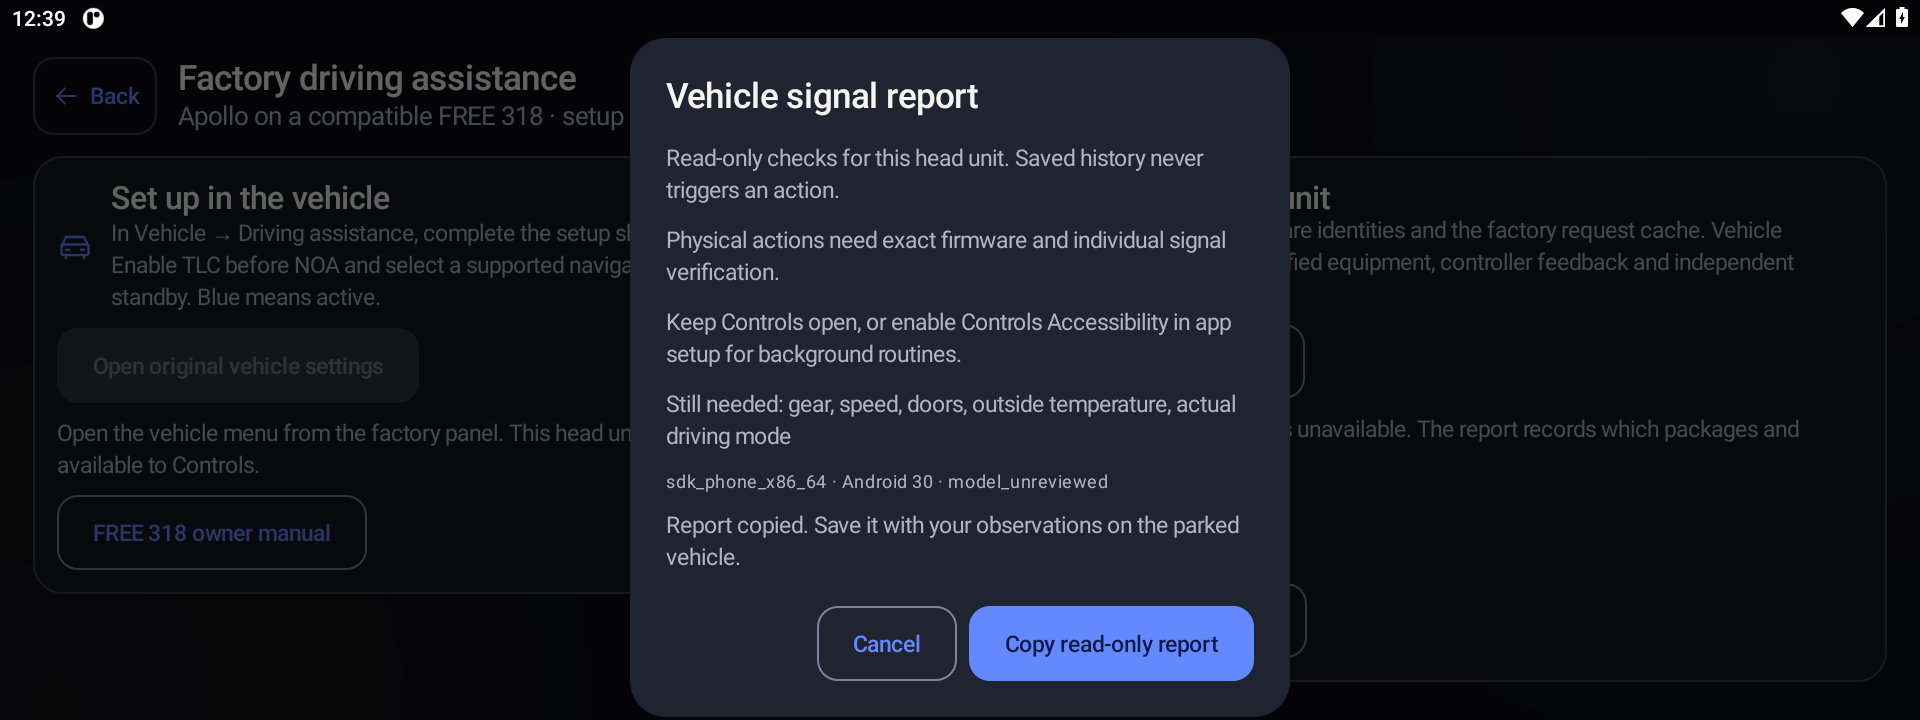 12:39
Back
Factory driving assistance
Apollo on a compatible FREE 318 · setup
Set up in the vehicle
In Vehicle → Driving assistance, complete the setup
Enable TLC before NOA and select a supported
standby. Blue means active.
Open original vehicle settings
Open the vehicle menu from the factory panel. This head
available to Controls.
FREE 318 owner manual
Vehicle signal report
Read-only checks for this head unit. Saved history never
triggers an action.
Physical actions need exact firmware and individual signal
verification.
Keep Controls open, or enable Controls Accessibility in app
setup for background routines.
Still needed: gear, speed, doors, outside temperature, actual
driving mode
sdk_phone_x86_64 · Android 30 · model_unreviewed
Report copied. Save it with your observations on the parked
vehicle.
Cancel
Copy read-only report
identities and the factory request cache. Vehicle
equipment, controller feedback and independent
unavailable. The report records which packages and